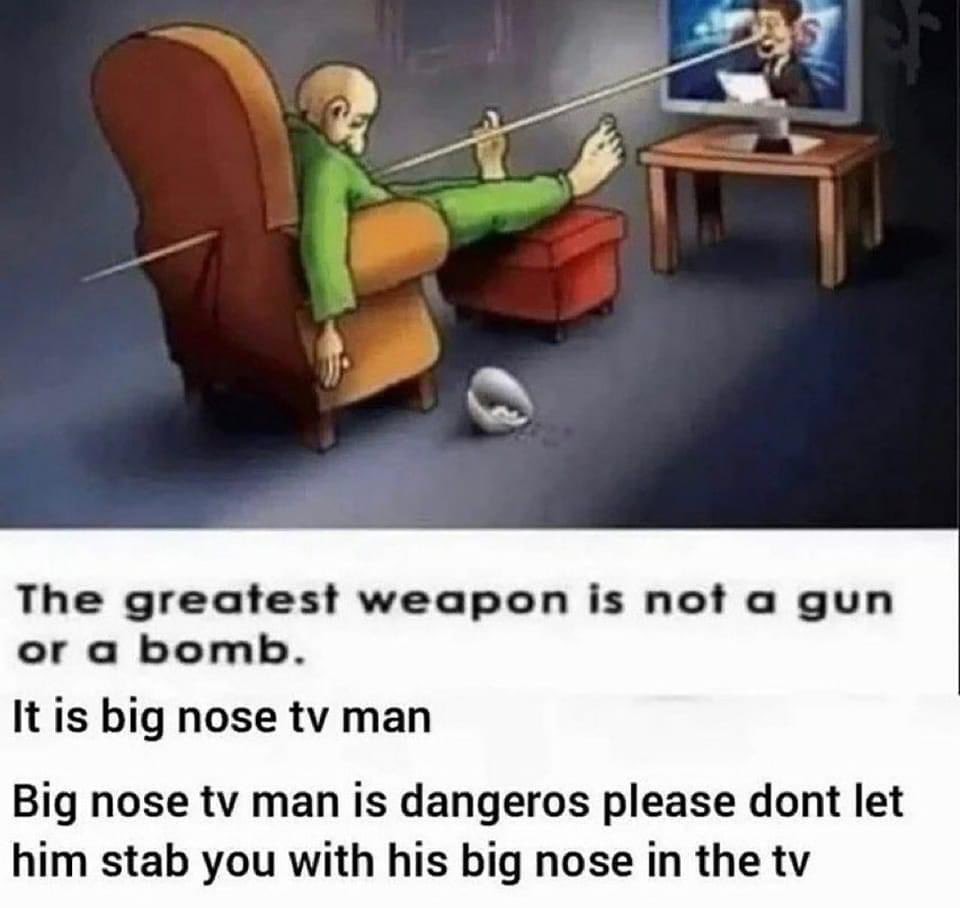 The greatest weapon is not a gun
or a bomb.
It is big nose tv man
Big nose tv man is dangeros please dont let
him stab you with his big nose in the tv